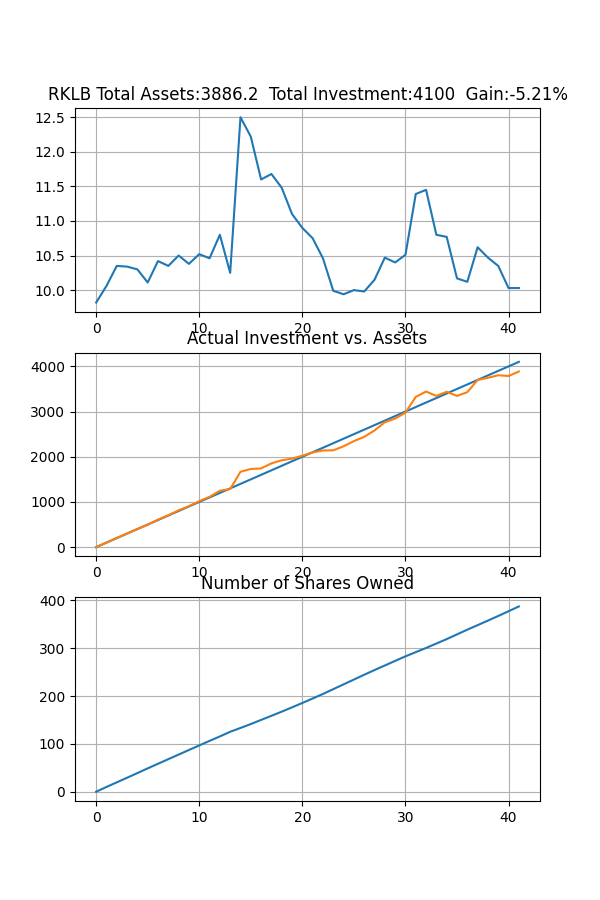 RKLB Total Assets:3886.2  Total Investment:4100  Gain:-5.21%
12.5
12.0
11.5
11.0
10.5
10.0
0 10 20 30 40
Actual Investment vs. Assets
4000
3000
2000
1000
0
0 10 20 30 40
Number of Shares Owned
400
300
200
100
0
0 10 20 30 40